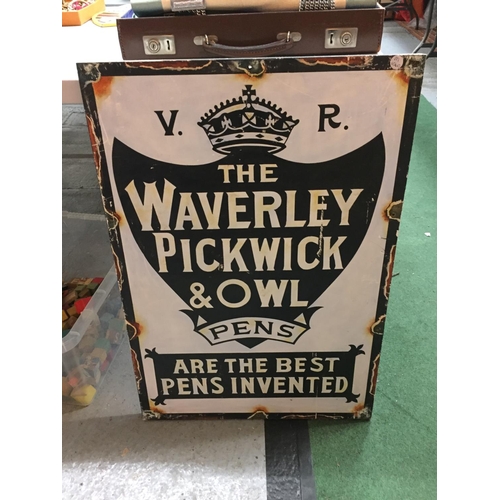 V. R.
THE
WAVERLEY
PICKWICK
& OWL
PENS
ARE THE BEST
PENS INVENTED